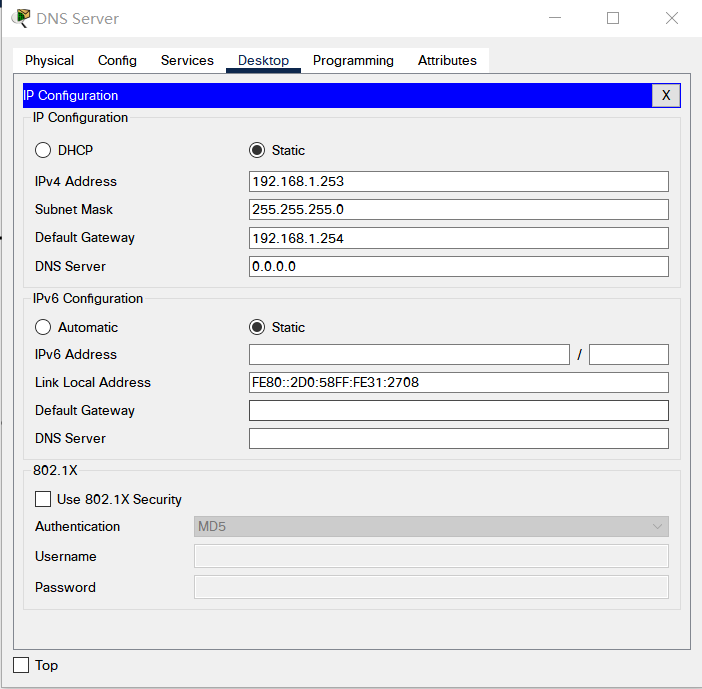 DNS Server
Physical Config Services Desktop Programming Attributes
IP Configuration X
IP Configuration
DHCP Static
IPv4 Address 192.168.1.253
Subnet Mask 255.255.255.0
Default Gateway 192.168.1.254
DNS Server 0.0.0.0
IPv6 Configuration
Automatic Static
IPv6 Address /
Link Local Address FE80::2D0:58FF:FE31:2708
Default Gateway
DNS Server
802.1X
Use 802.1X Security
Authentication MD5
Username
Password
Top